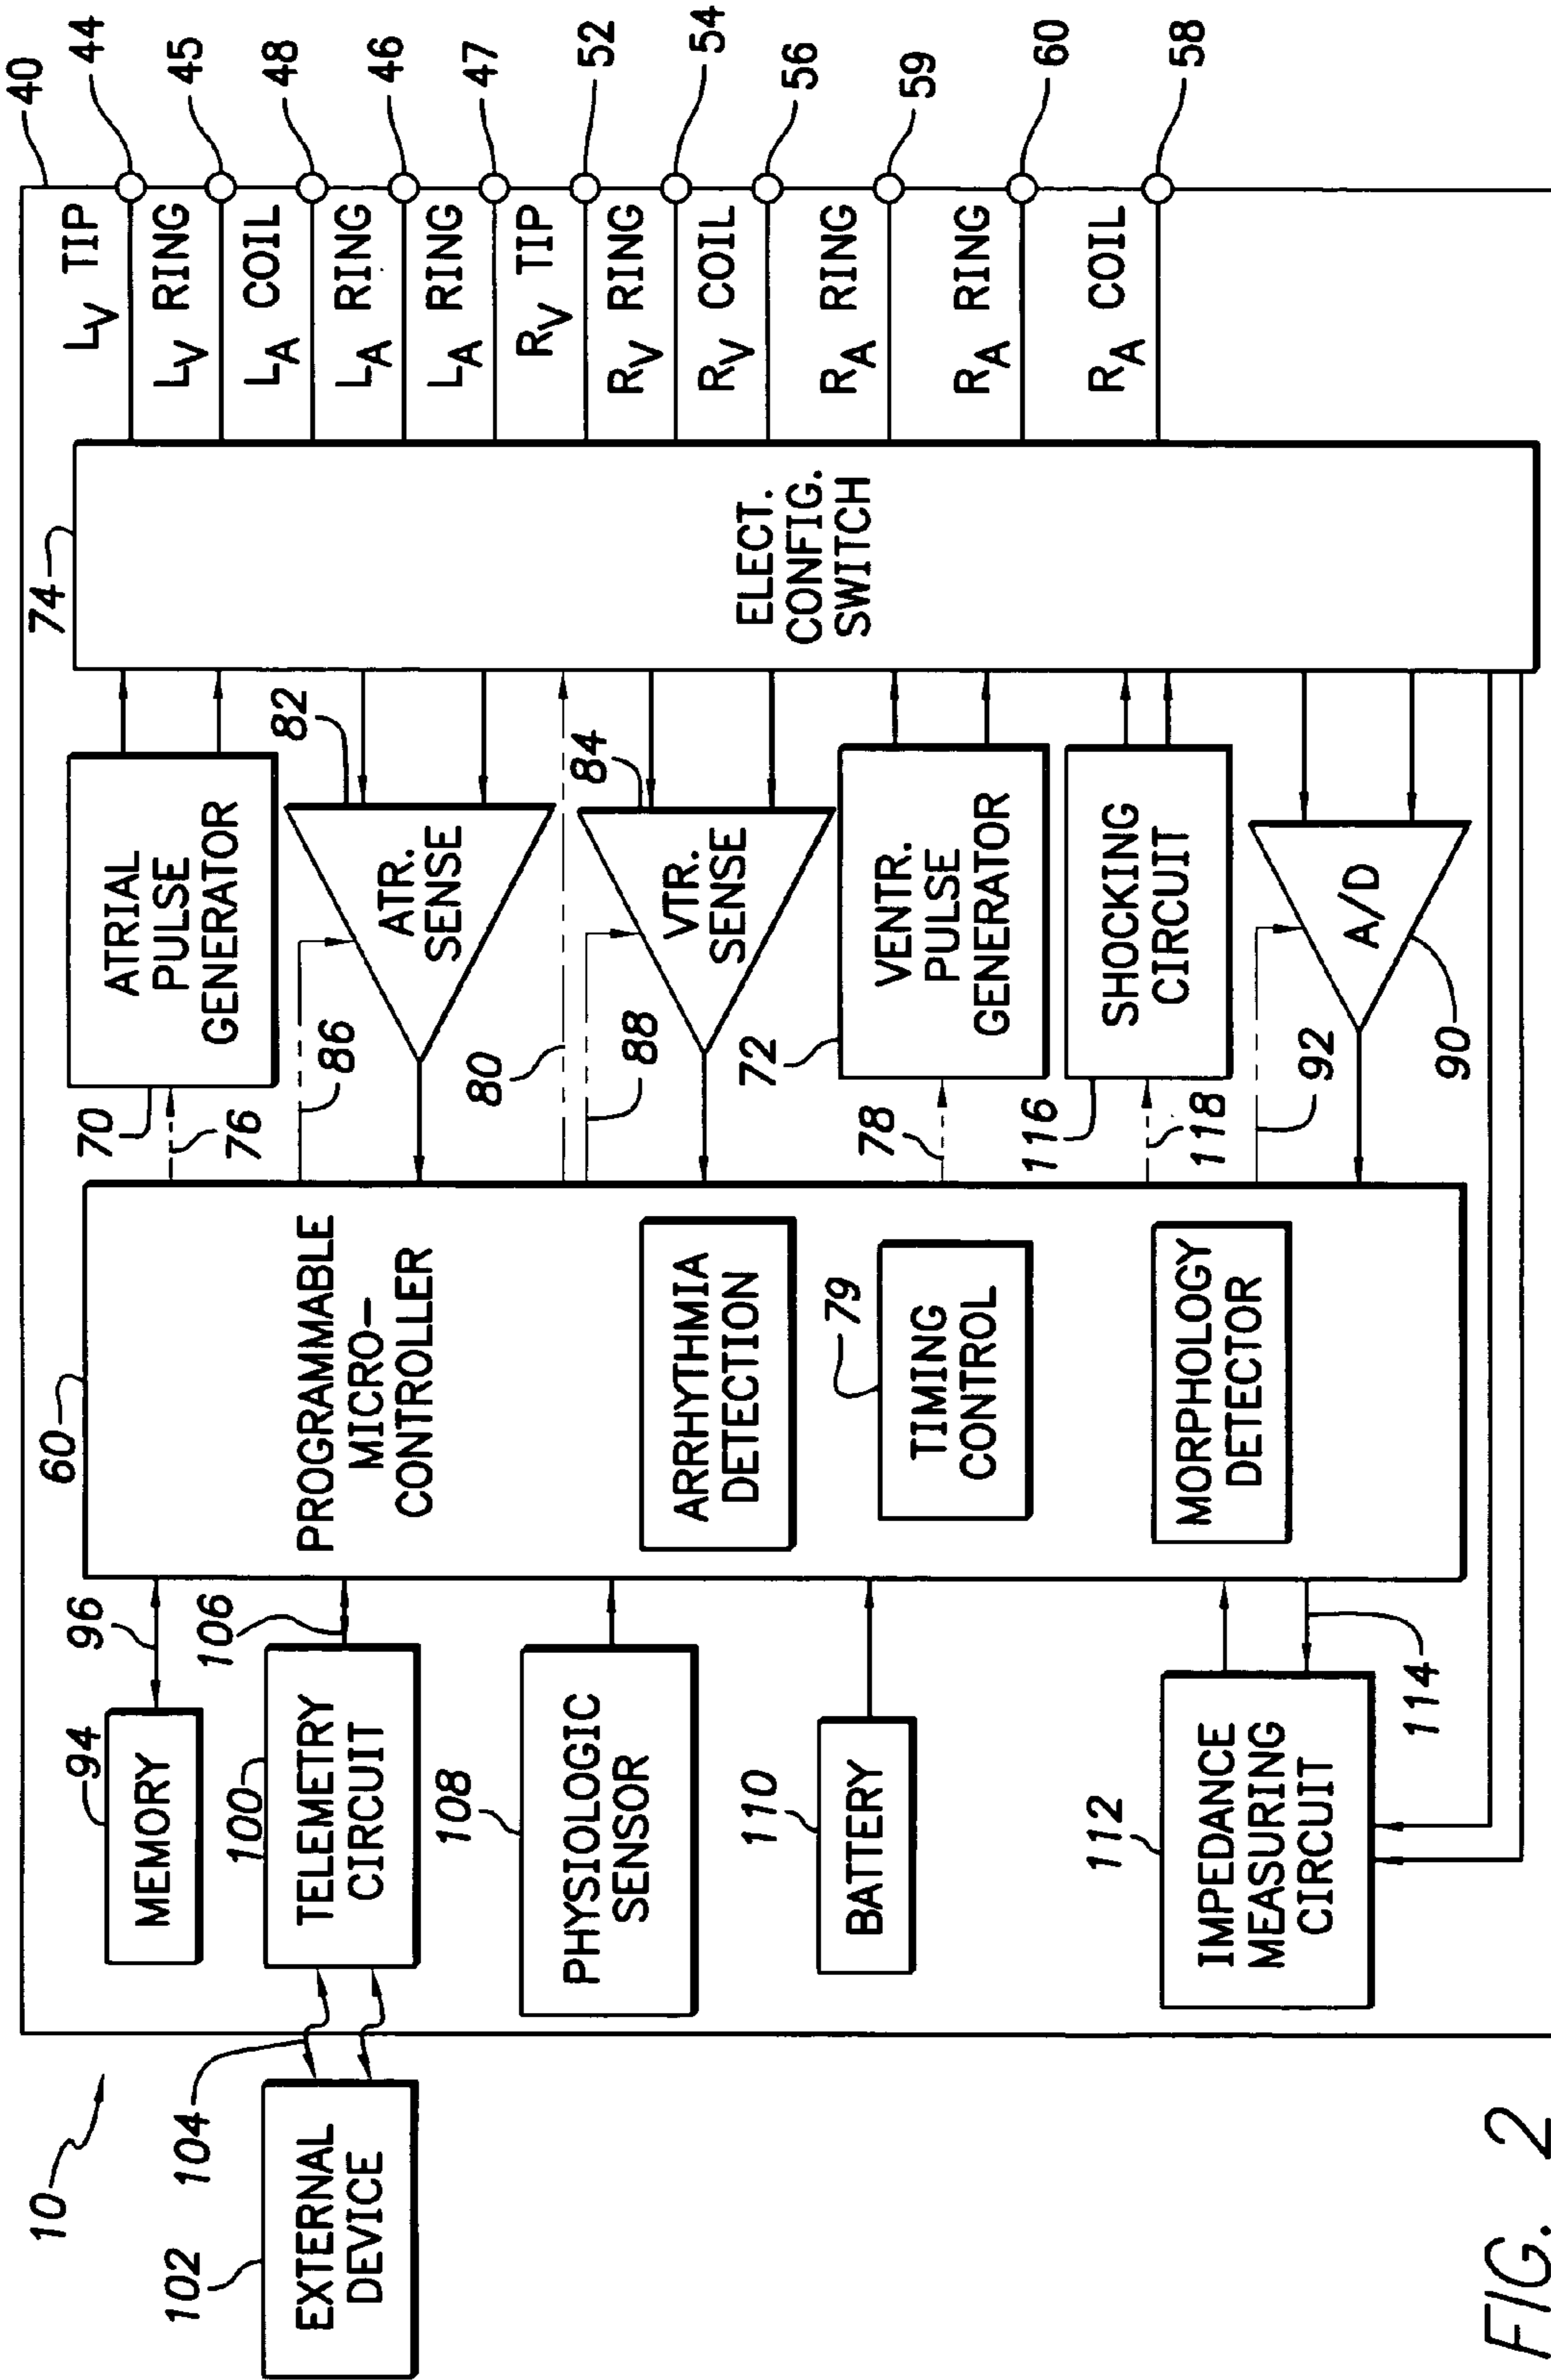 10
40
102
EXTERNAL
DEVICE
104
94
MEMORY
96
100
TELEMETRY
CIRCUIT
106
108
PHYSIOLOGIC
SENSOR
110
BATTERY
112
IMPEDANCE
MEASURING
CIRCUIT
114
60
PROGRAMMABLE
MICRO-
CONTROLLER
ARRHYTHMIA
DETECTION
79
TIMING
CONTROL
MORPHOLOGY
DETECTOR
70
76
ATRIAL
PULSE
GENERATOR
86
82
ATR.
SENSE
80
88
84
VTR.
SENSE
72
78
VENTR.
PULSE
GENERATOR
116
118
SHOCKING
CIRCUIT
92
A/D
90
74
ELECT.
CONFIG.
SWITCH
LV TIP 44
LV RING 45
LA COIL 48
LA RING 46
LA RING 47
RV TIP 52
RV RING 54
RV COIL 56
RA RING 59
RA RING 60
RA COIL 58
FIG. 2